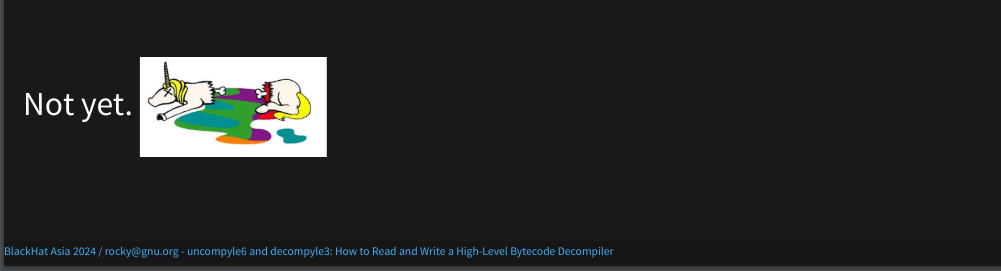 Not yet.
BlackHat Asia 2024 / rocky@gnu.org - uncompyle6 and decompyle3: How to Read and Write a High-Level Bytecode Decompiler